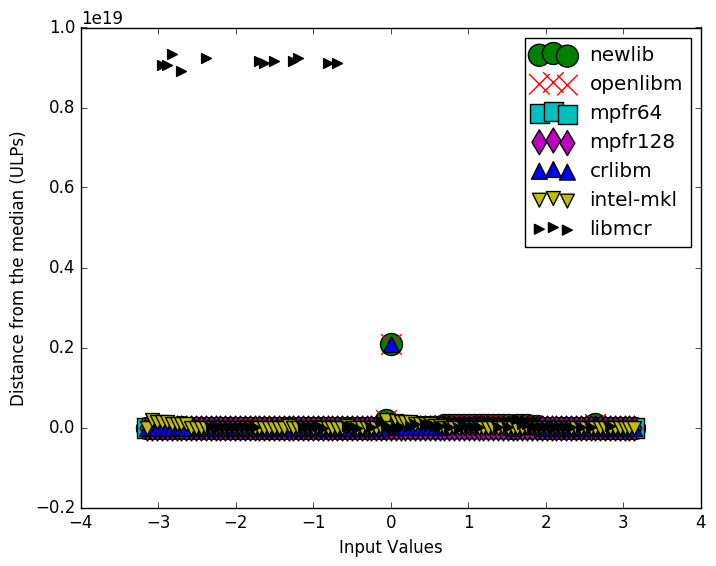 1e19
1.0
0.8
0.6
0.4
0.2
0.0
−0.2
Distance from the median (ULPs)
newlib
openlibm
mpfr64
mpfr128
crlibm
intel-mkl
libmcr
−4 −3 −2 −1 0 1 2 3 4
Input Values